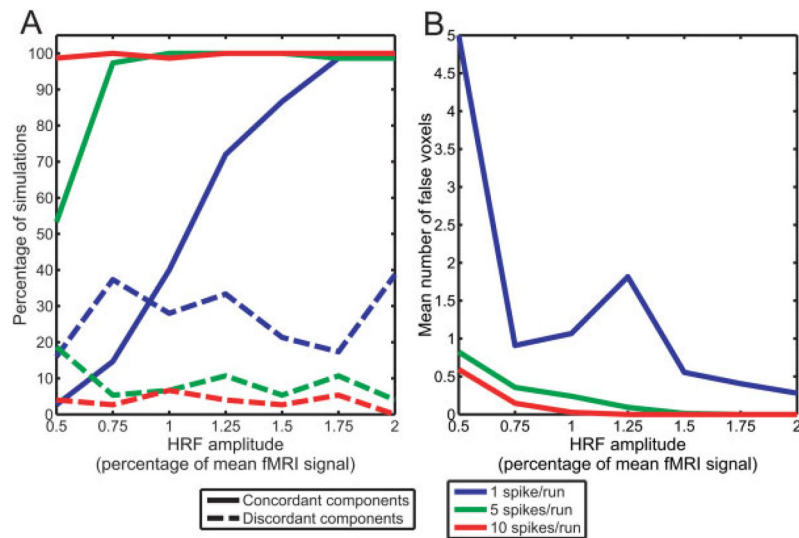 A
Percentage of simulations
100
90
80
70
60
50
40
30
20
10
0
0.5 0.75 1 1.25 1.5 1.75 2
HRF amplitude
(percentage of mean fMRI signal)
B
Mean number of false voxels
5
4.5
4
3.5
3
2.5
2
1.5
1
0.5
0
0.5 0.75 1 1.25 1.5 1.75 2
HRF amplitude
(percentage of mean fMRI signal)
Concordant components
Discordant components
1 spike/run
5 spikes/run
10 spikes/run